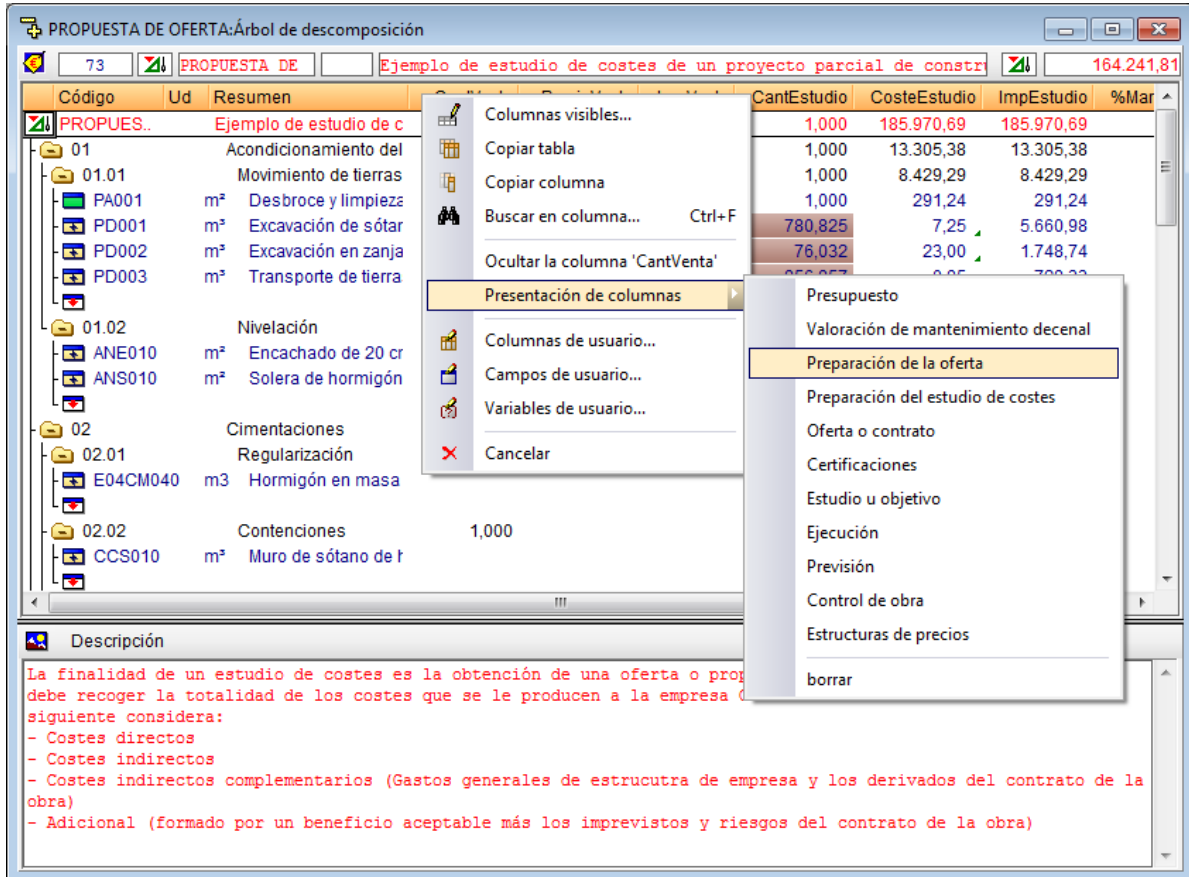 PROPUESTA DE OFERTA:Árbol de descomposición
73 PROPUESTA DE Ejemplo de estudio de costes de un proyecto parcial de constr 164.241,81
Código Ud Resumen CantEstudio CosteEstudio ImpEstudio %Mar
PROPUES.. Ejemplo de estudio de c 1,000 185.970,69 185.970,69
01 Acondicionamiento del 1,000 13.305,38 13.305,38
01.01 Movimiento de tierras 1,000 8.429,29 8.429,29
PA001 m² Desbroce y limpieza 1,000 291,24 291,24
PD001 m³ Excavación de sótan 780,825 7,25 5.660,98
PD002 m³ Excavación en zanja 76,032 23,00 1.748,74
PD003 m³ Transporte de tierra
01.02 Nivelación
ANE010 m² Encachado de 20 cr
ANS010 m² Solera de hormigón
02 Cimentaciones
02.01 Regularización
E04CM040 m3 Hormigón en masa
02.02 Contenciones 1,000
CCS010 m³ Muro de sótano de h
Columnas visibles...
Copiar tabla
Copiar columna
Buscar en columna... Ctrl+F
Ocultar la columna 'CantVenta'
Presentación de columnas
Columnas de usuario...
Campos de usuario...
Variables de usuario...
Cancelar
Presupuesto
Valoración de mantenimiento decenal
Preparación de la oferta
Preparación del estudio de costes
Oferta o contrato
Certificaciones
Estudio u objetivo
Ejecución
Previsión
Control de obra
Estructuras de precios
borrar
Descripción
La finalidad de un estudio de costes es la obtención de una oferta o prop
debe recoger la totalidad de los costes que se le producen a la empresa
siguiente considera:
- Costes directos
- Costes indirectos
- Costes indirectos complementarios (Gastos generales de estrucutra de empresa y los derivados del contrato de la
obra)
- Adicional (formado por un beneficio aceptable más los imprevistos y riesgos del contrato de la obra)